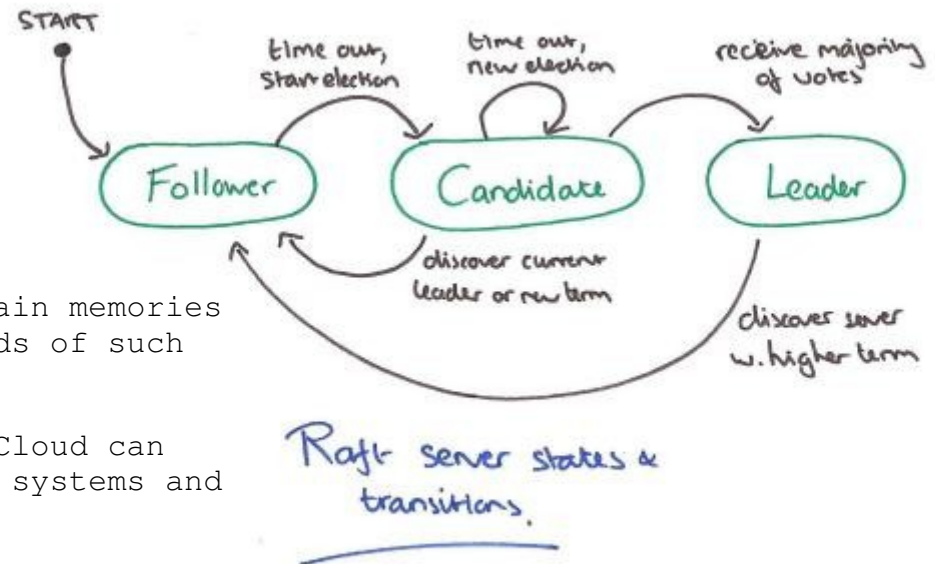 START
time out,
start election
time out,
new election
receive majority
of votes
Follower
Candidate
Leader
discover current
leader or new term
discover server
w. higher term
ain memories
ds of such
Cloud can
systems and
Raft server states &
transitions.